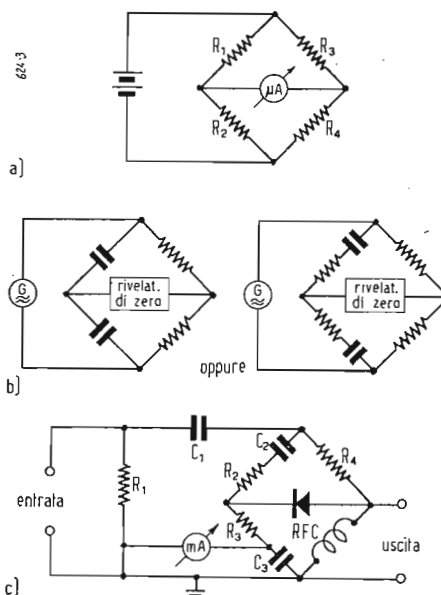 624·3
R₁
R₃
µA
R₂
R₄
a)
G
rivelat.
di zero
G
rivelat.
di zero
oppure
b)
C₁
C₂
R₄
R₂
entrata
R₁
R₃
RFC
mA
C₃
uscita
c)